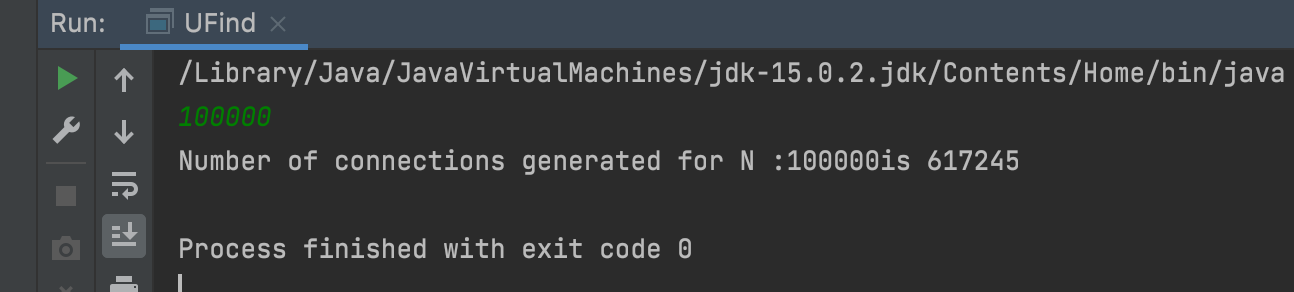 Run: UFind
/Library/Java/JavaVirtualMachines/jdk-15.0.2.jdk/Contents/Home/bin/java
100000
Number of connections generated for N :100000is 617245
Process finished with exit code 0